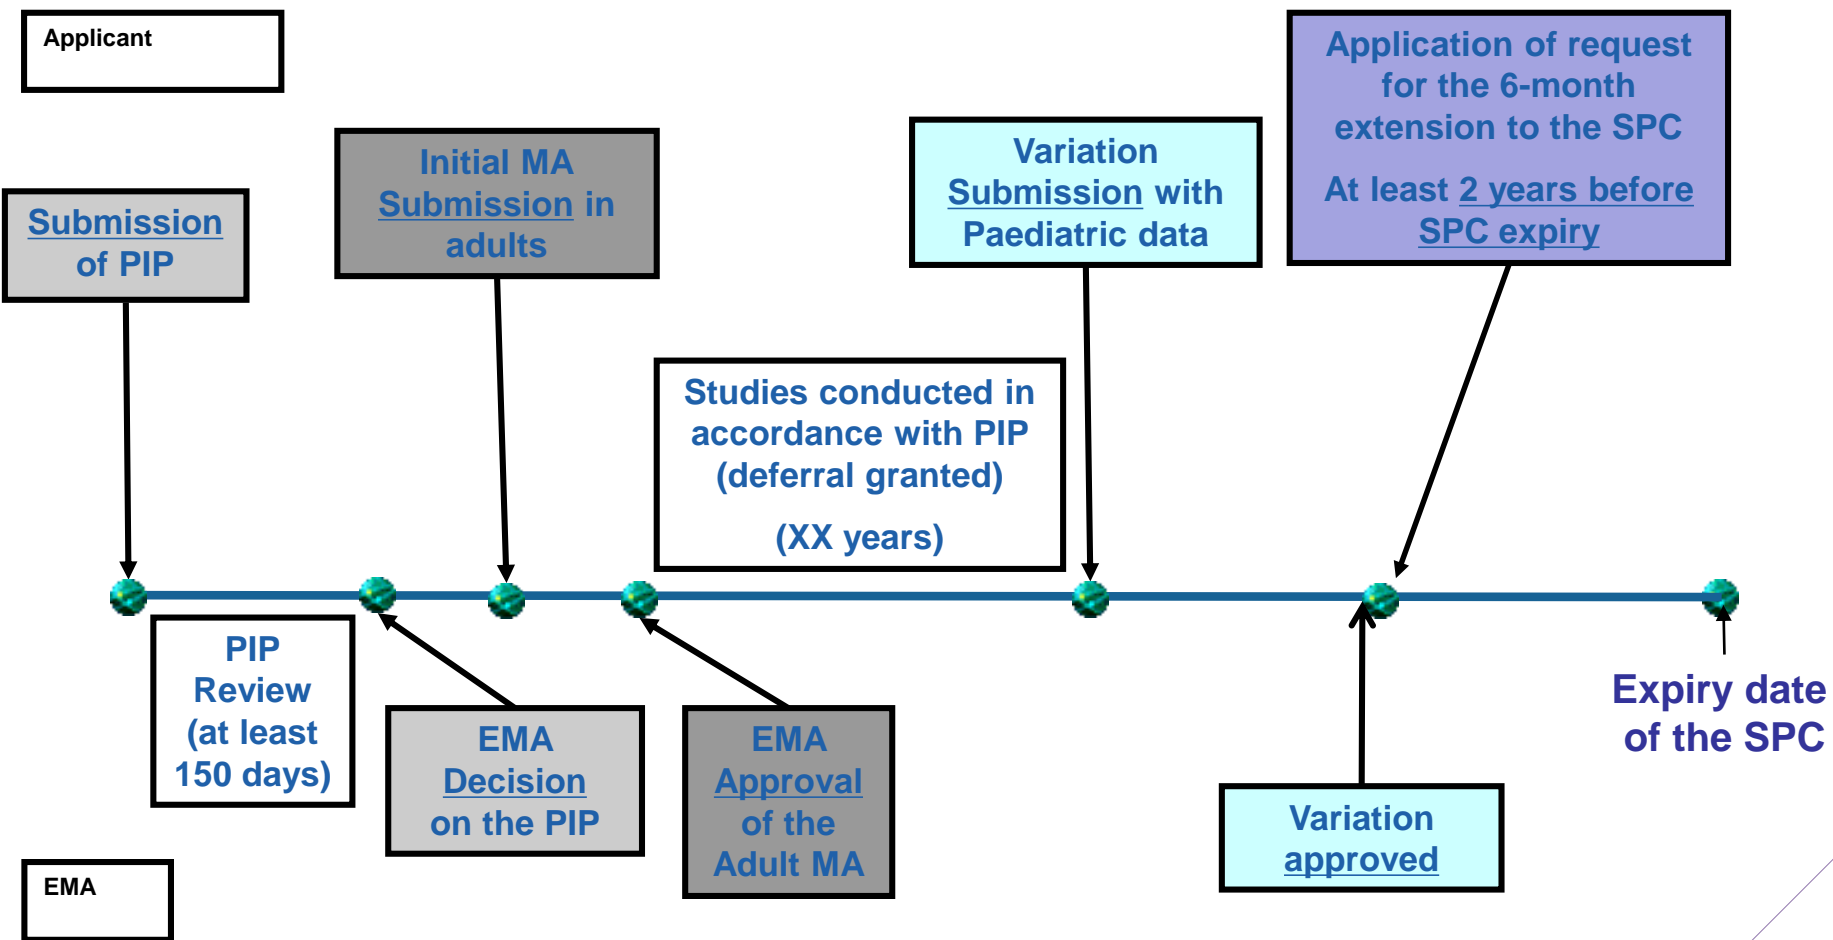 Applicant
Submission
of PIP
Initial MA
Submission in
adults
Variation
Submission with
Paediatric data
Application of request
for the 6-month
extension to the SPC
At least 2 years before
SPC expiry
Studies conducted in
accordance with PIP
(deferral granted)
(XX years)
PIP
Review
(at least
150 days)
EMA
Decision
on the PIP
EMA
Approval
of the
Adult MA
Variation
approved
Expiry date
of the SPC
EMA